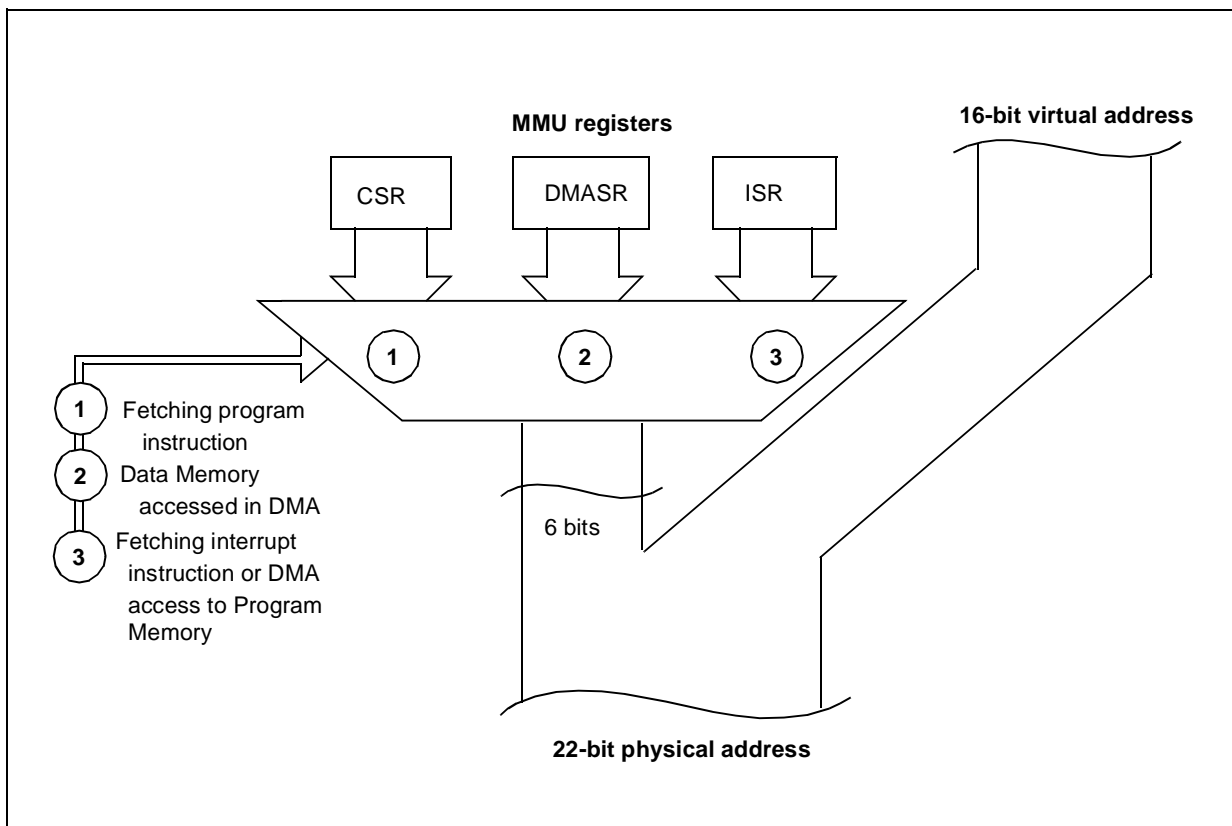 16-bit virtual address
MMU registers
CSR
DMASR
ISR
1
2
3
1
Fetching program
instruction
2
Data Memory
accessed in DMA
3
Fetching interrupt
instruction or DMA
access to Program
Memory
6 bits
22-bit physical address